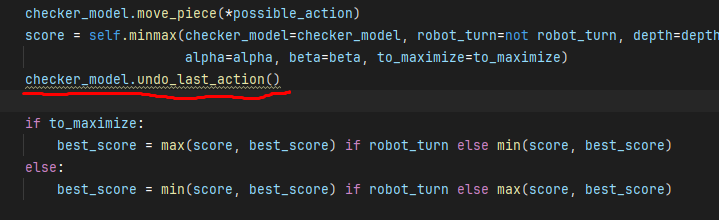 checker_model.move_piece(*possible_action)
score = self.minmax(checker_model=checker_model, robot_turn=not robot_turn, depth=depth
alpha=alpha, beta=beta, to_maximize=to_maximize)
checker_model.undo_last_action()
if to_maximize:
best_score = max(score, best_score) if robot_turn else min(score, best_score)
else:
best_score = min(score, best_score) if robot_turn else max(score, best_score)